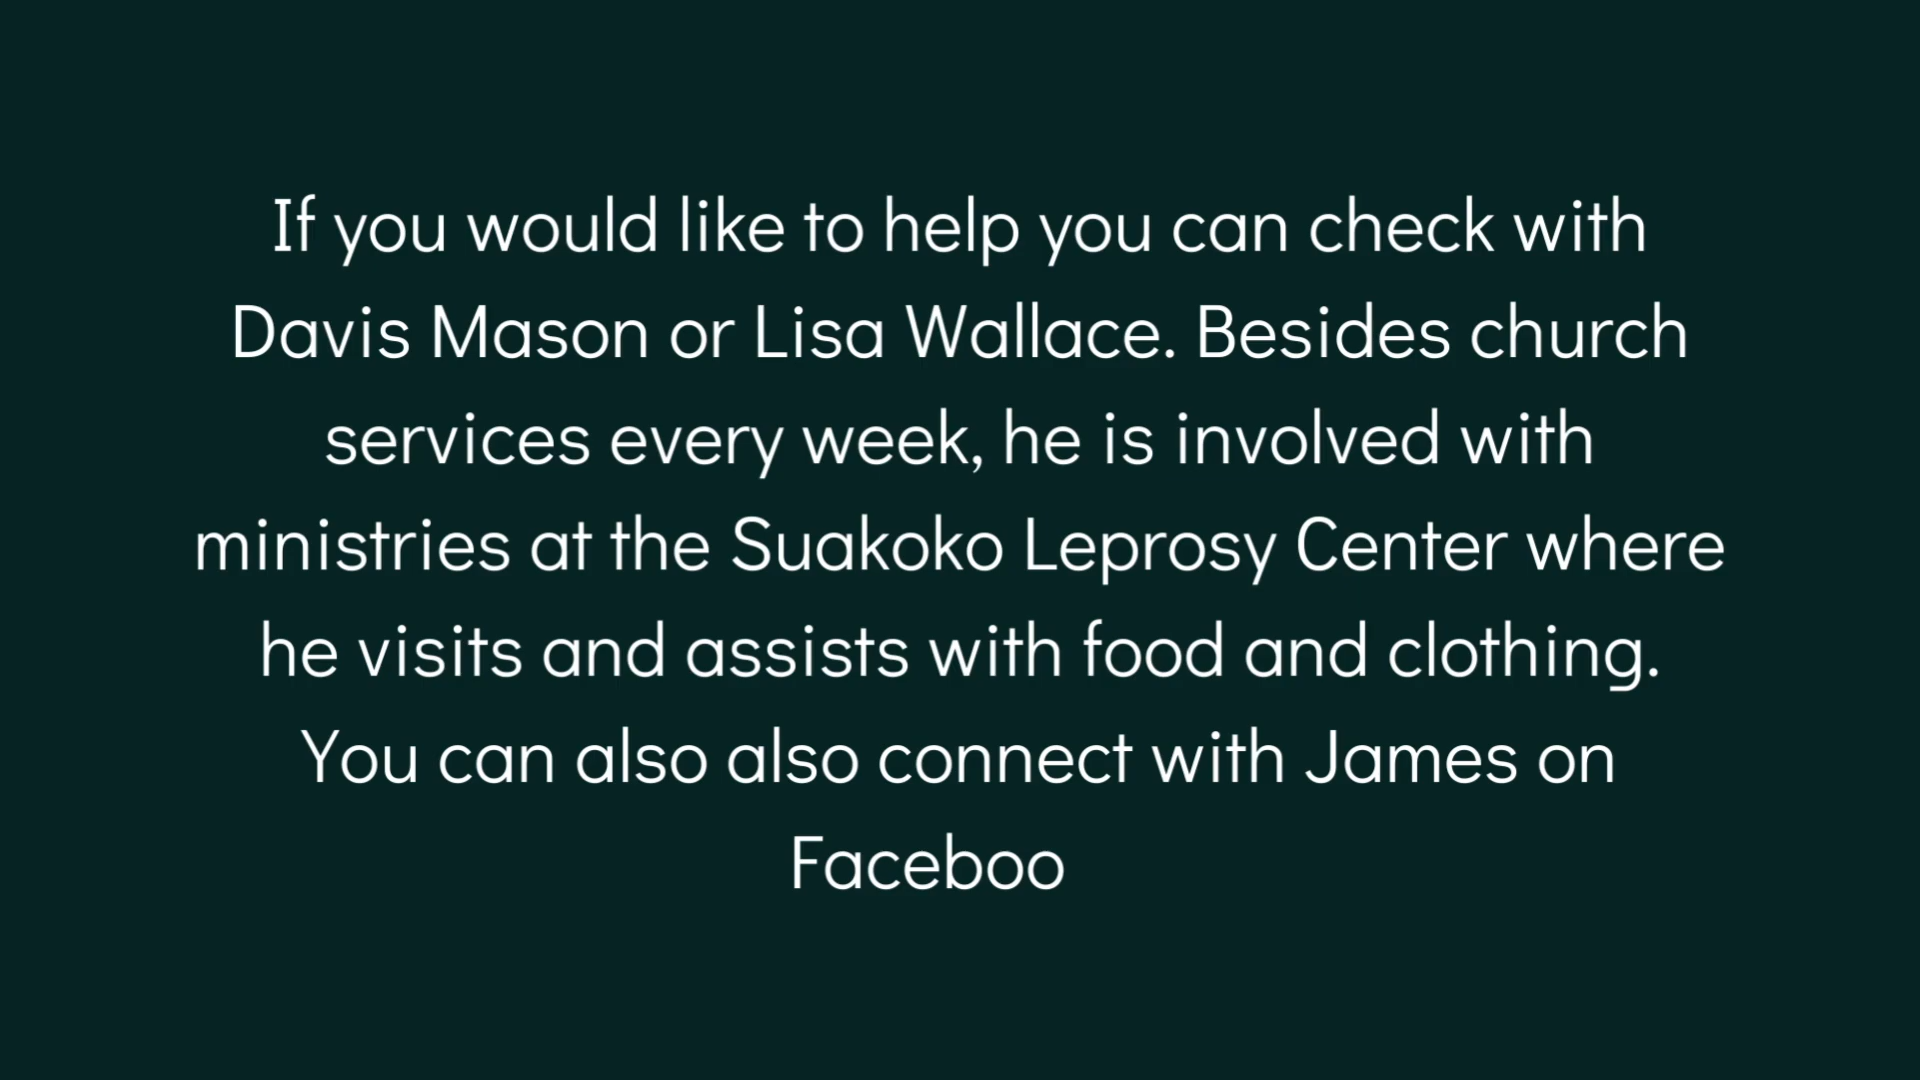 If you would like to help you can check with
Davis Mason or Lisa Wallace. Besides church
services every week, he is involved with
ministries at the Suakoko Leprosy Center where
he visits and assists with food and clothing.
You can also also connect with James on
Faceboo